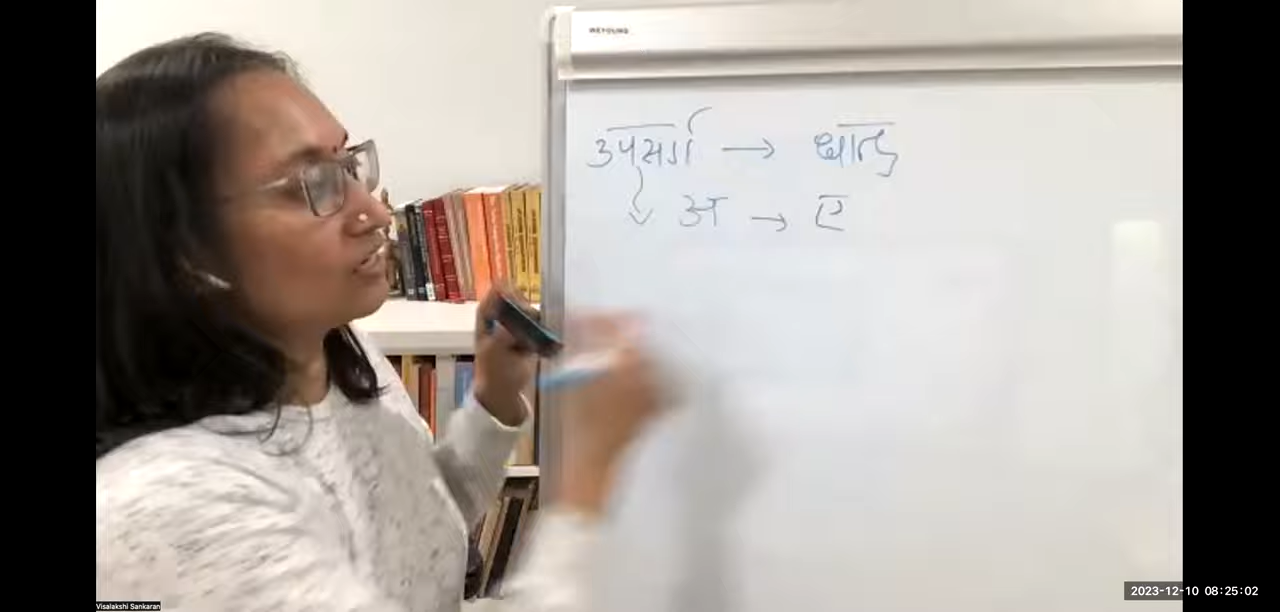 WEYOUNG
उपसर्ग → धातु
अ → ए
Visalakshi Sankaran
2023-12-10 08:25:02